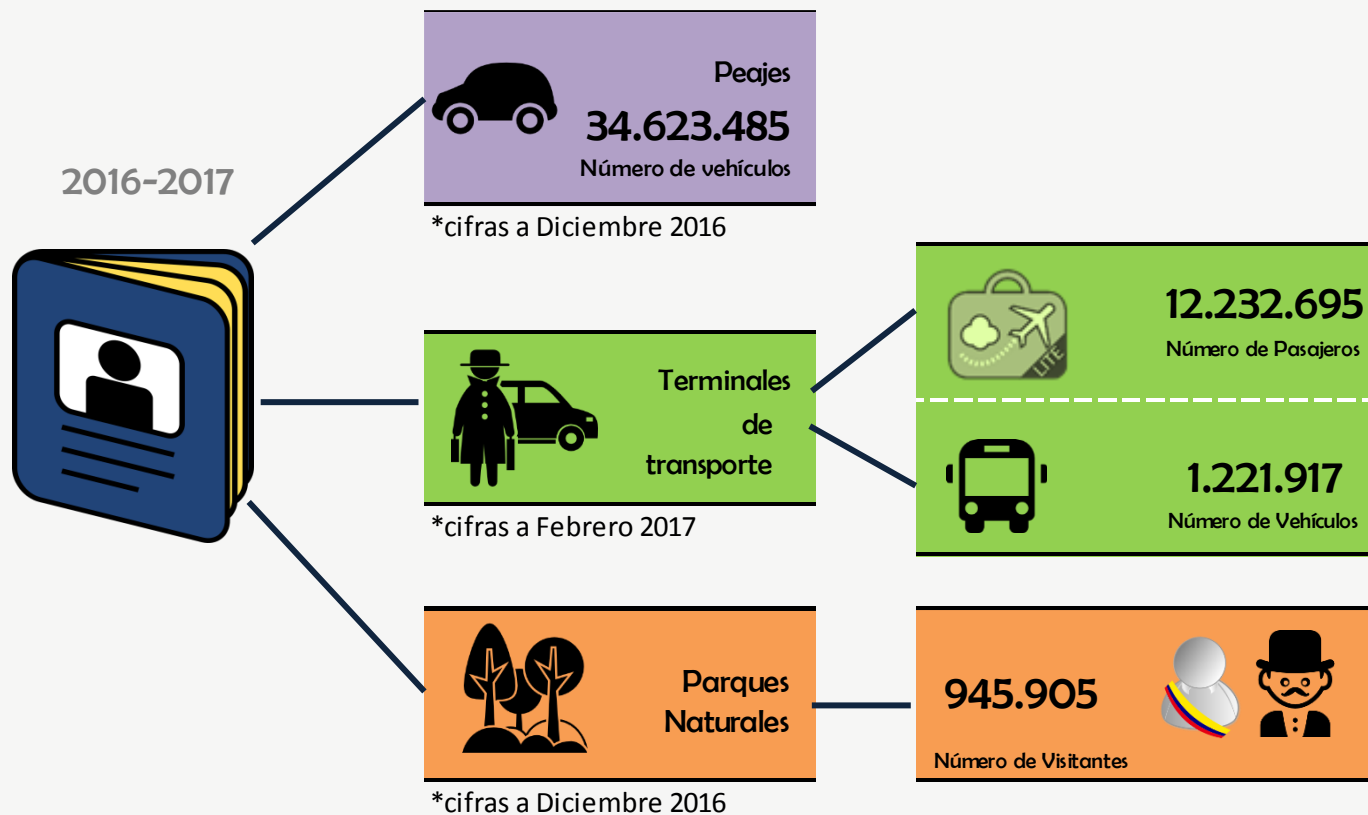 2016-2017
Peajes
34.623.485
Número de vehículos
*cifras a Diciembre 2016
Terminales
de
transporte
*cifras a Febrero 2017
LITE
12.232.695
Número de Pasajeros
1.221.917
Número de Vehículos
Parques
Naturales
*cifras a Diciembre 2016
945.905
Número de Visitantes